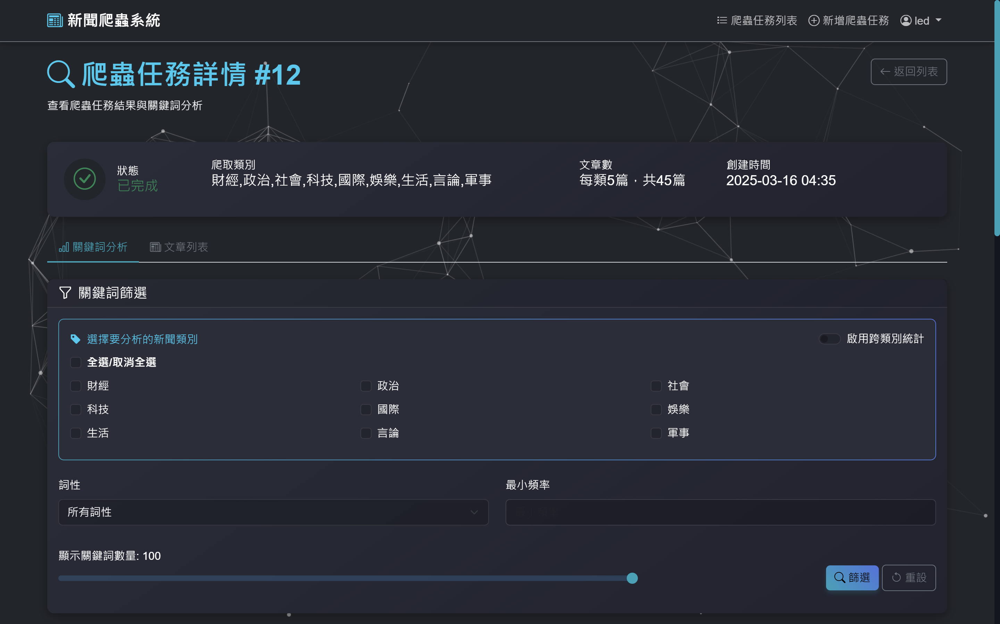 新聞爬蟲系統
爬蟲任務列表
新增爬蟲任務
led
爬蟲任務詳情 #12
返回列表
查看爬蟲任務結果與關鍵詞分析
狀態
已完成
爬取類別
財經,政治,社會,科技,國際,娛樂,生活,言論,軍事
文章數
每類5篇，共45篇
創建時間
2025-03-16 04:35
關鍵詞分析
文章列表
關鍵詞篩選
選擇要分析的新聞類別
啟用跨類別統計
全選/取消全選
財經
政治
社會
科技
國際
娛樂
生活
言論
軍事
詞性
最小頻率
所有詞性
顯示關鍵詞數量: 100
篩選
重設